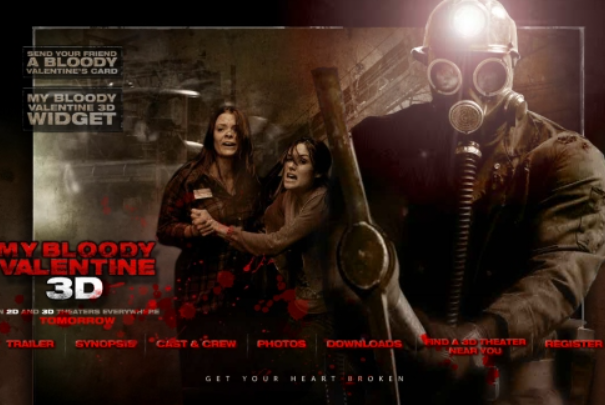 SEND YOUR FRIEND
A BLOODY
VALENTINE'S CARD
MY BLOODY
VALENTINE 3D
WIDGET
MY BLOODY
VALENTINE
3D
IN 2D AND 3D THEATERS EVERYWHERE
TOMORROW
TRAILER
SYNOPSIS
CAST & CREW
PHOTOS
DOWNLOADS
FIND A 3D THEATER
NEAR YOU
REGISTER
GET YOUR HEART BROKEN